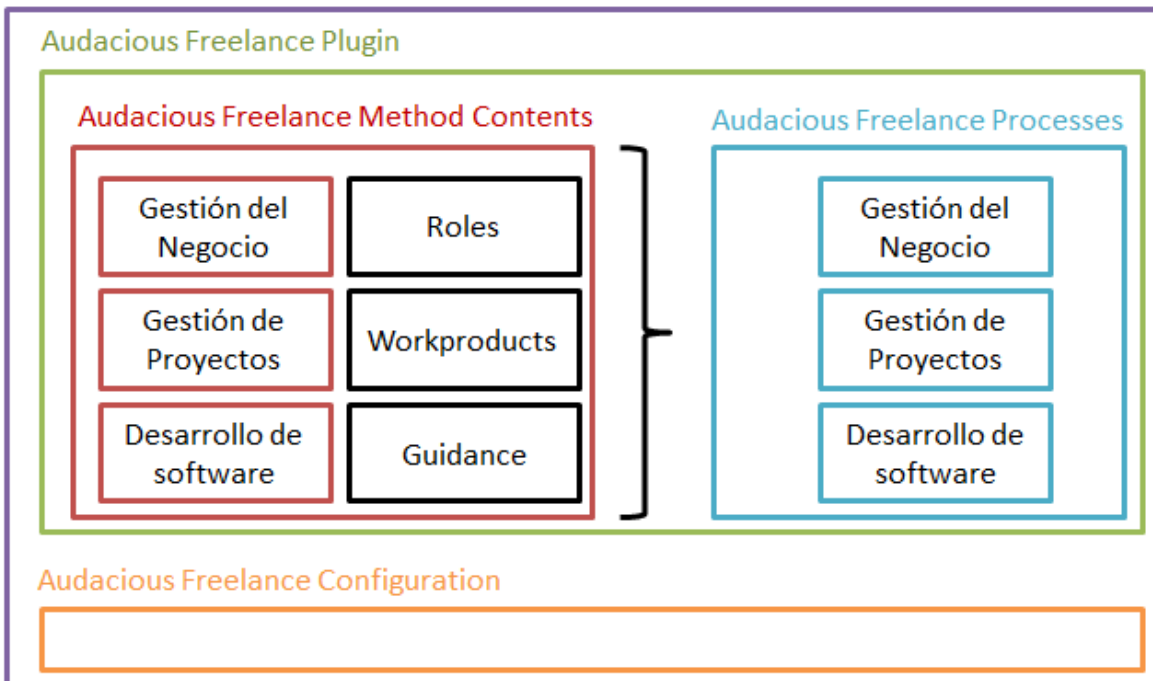 Audacious Freelance Plugin
Audacious Freelance Method Contents
Gestión del
Negocio
Roles
Gestión de
Proyectos
Workproducts
Desarrollo de
software
Guidance
Audacious Freelance Processes
Gestión del
Negocio
Gestión de
Proyectos
Desarrollo de
software
Audacious Freelance Configuration